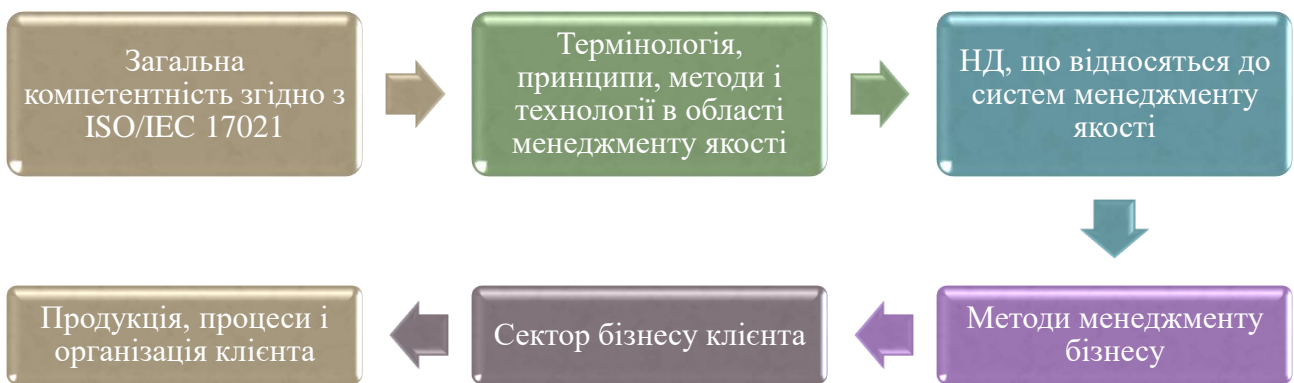 Загальна
компетентність згідно з
ISO/IEC 17021
Термінологія,
принципи, методи і
технології в області
менеджменту якості
НД, що відносяться до
систем менеджменту
якості
Методи менеджменту
бізнесу
Сектор бізнесу клієнта
Продукція, процеси і
організація клієнта